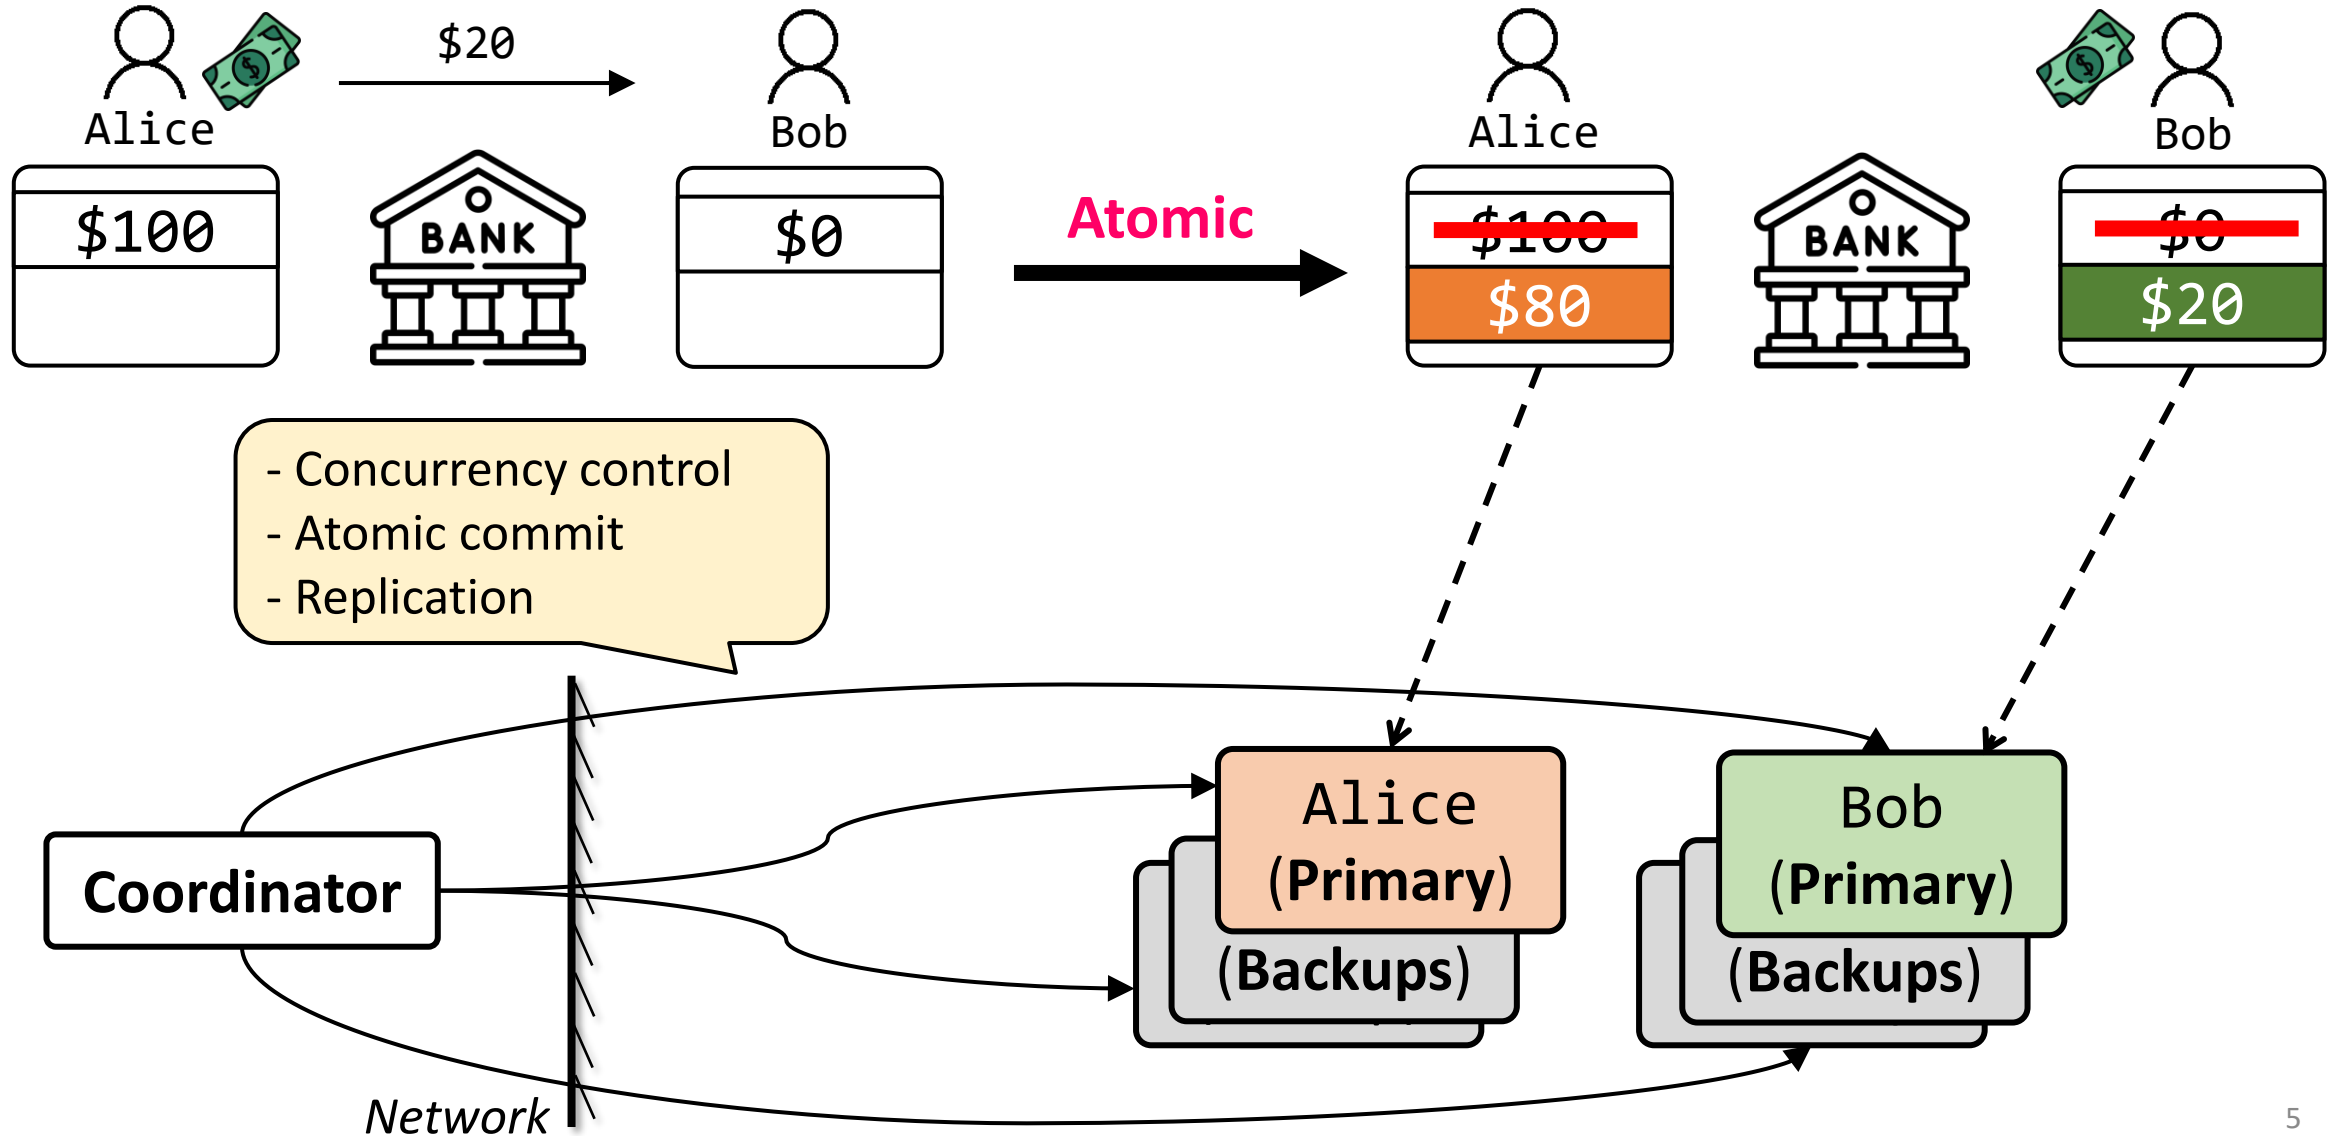 $20
Alice
Bob
Alice
Bob
$100
BANK
$0
Atomic
$100
$80
BANK
$0
$20
- Concurrency control
- Atomic commit
- Replication
Coordinator
Network
Alice
(Primary)
(Backups)
Bob
(Primary)
(Backups)
5